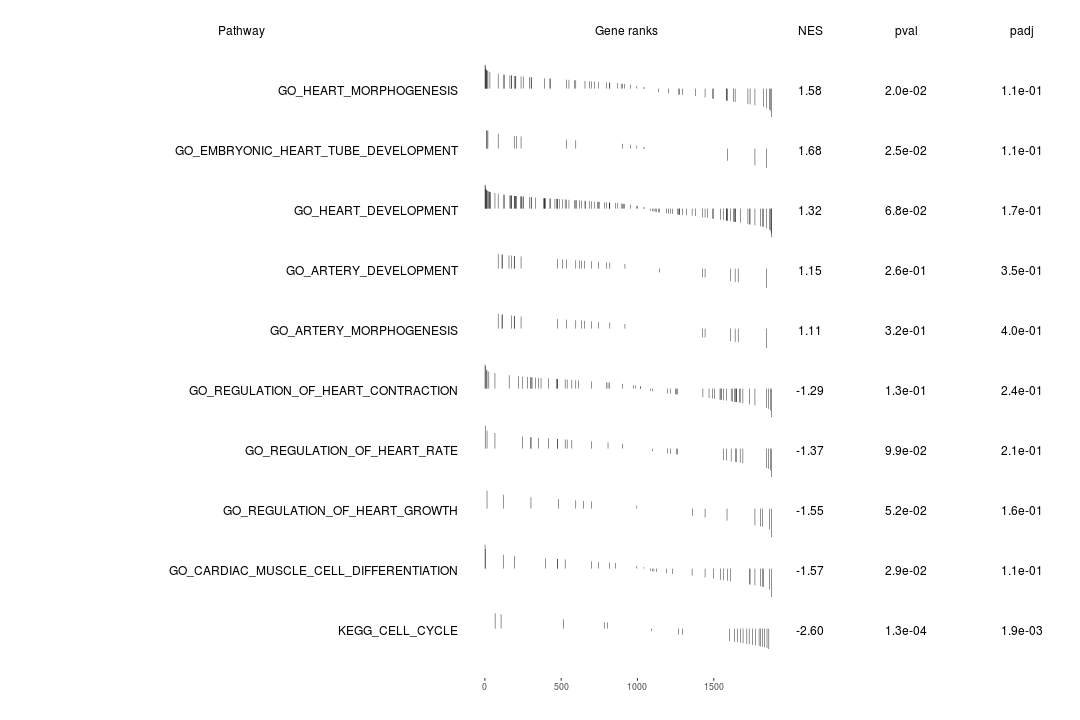 Pathway Gene ranks NES pval padj
GO_HEART_MORPHOGENESIS 1.58 2.0e-02 1.1e-01
GO_EMBRYONIC_HEART_TUBE_DEVELOPMENT 1.68 2.5e-02 1.1e-01
GO_HEART_DEVELOPMENT 1.32 6.8e-02 1.7e-01
GO_ARTERY_DEVELOPMENT 1.15 2.6e-01 3.5e-01
GO_ARTERY_MORPHOGENESIS 1.11 3.2e-01 4.0e-01
GO_REGULATION_OF_HEART_CONTRACTION -1.29 1.3e-01 2.4e-01
GO_REGULATION_OF_HEART_RATE -1.37 9.9e-02 2.1e-01
GO_REGULATION_OF_HEART_GROWTH -1.55 5.2e-02 1.6e-01
GO_CARDIAC_MUSCLE_CELL_DIFFERENTIATION -1.57 2.9e-02 1.1e-01
KEGG_CELL_CYCLE -2.60 1.3e-04 1.9e-03
0 500 1000 1500